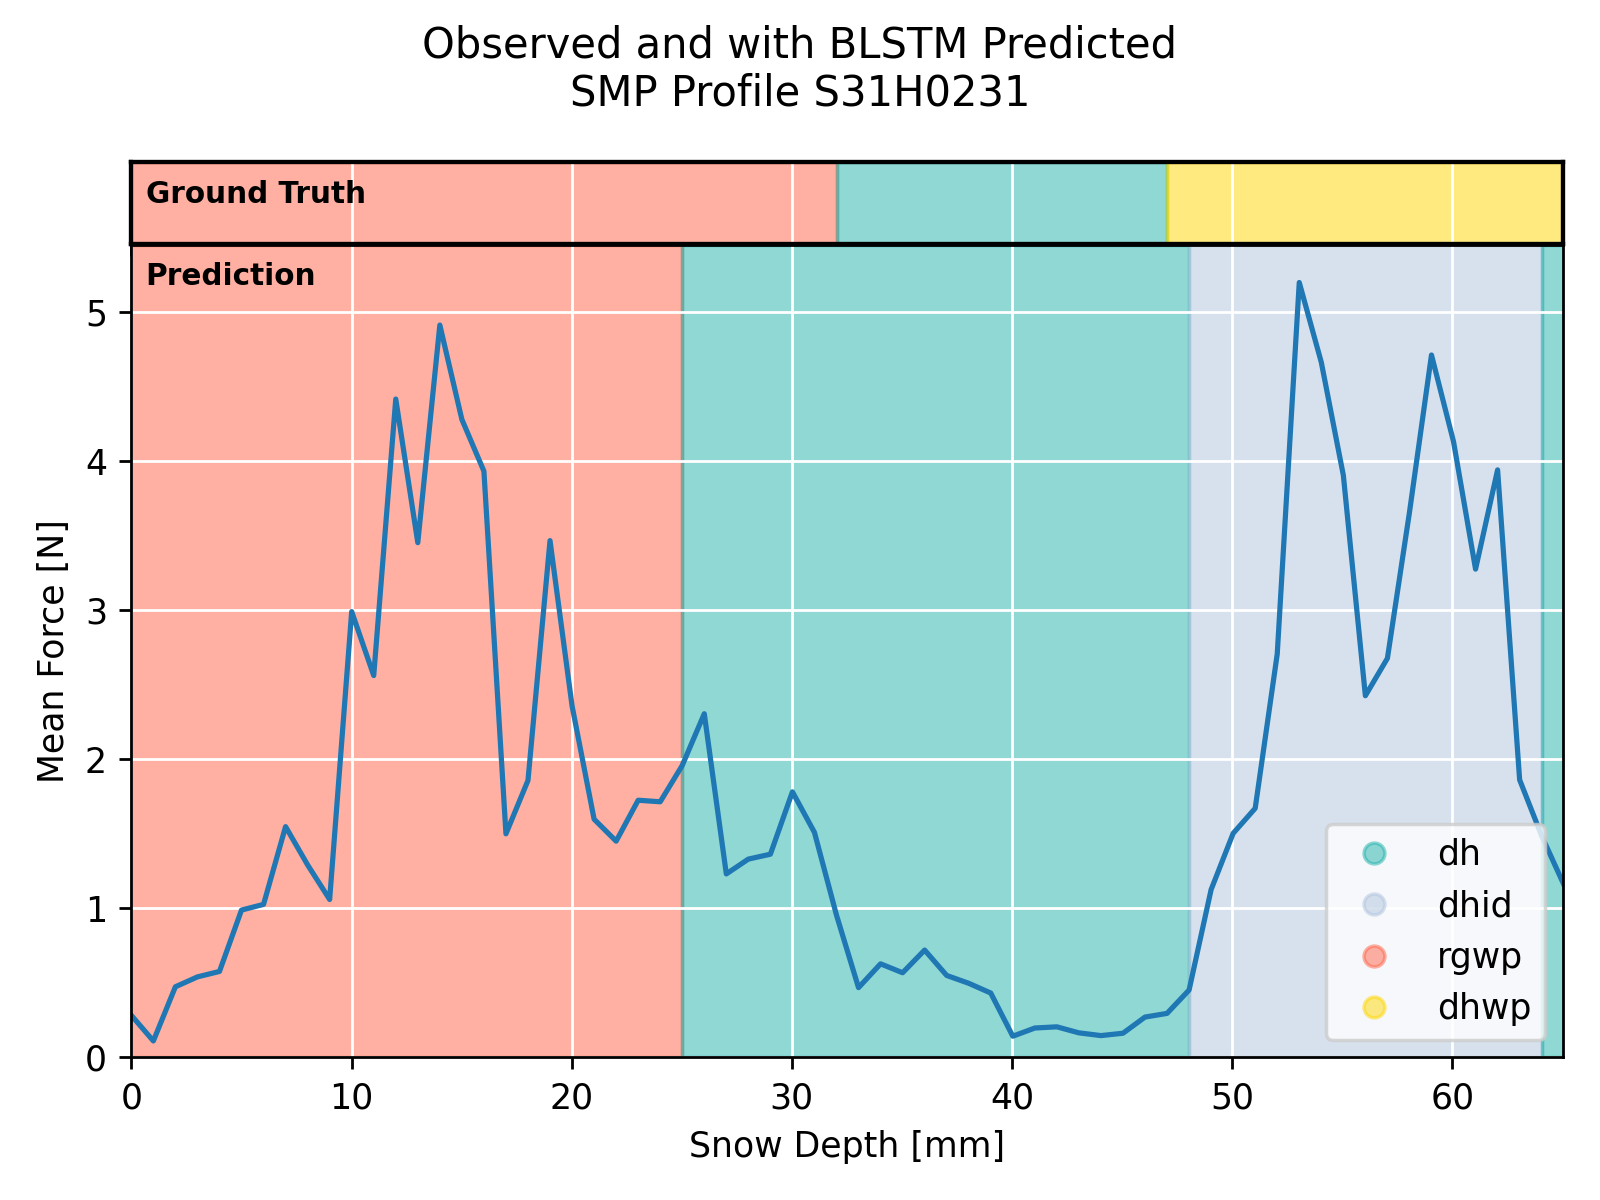 Observed and with BLSTM Predicted
SMP Profile S31H0231
Ground Truth
Prediction
5
4
3
2
1
0
Mean Force [N]
0 10 20 30 40 50 60
Snow Depth [mm]
dh
dhid
rgwp
dhwp